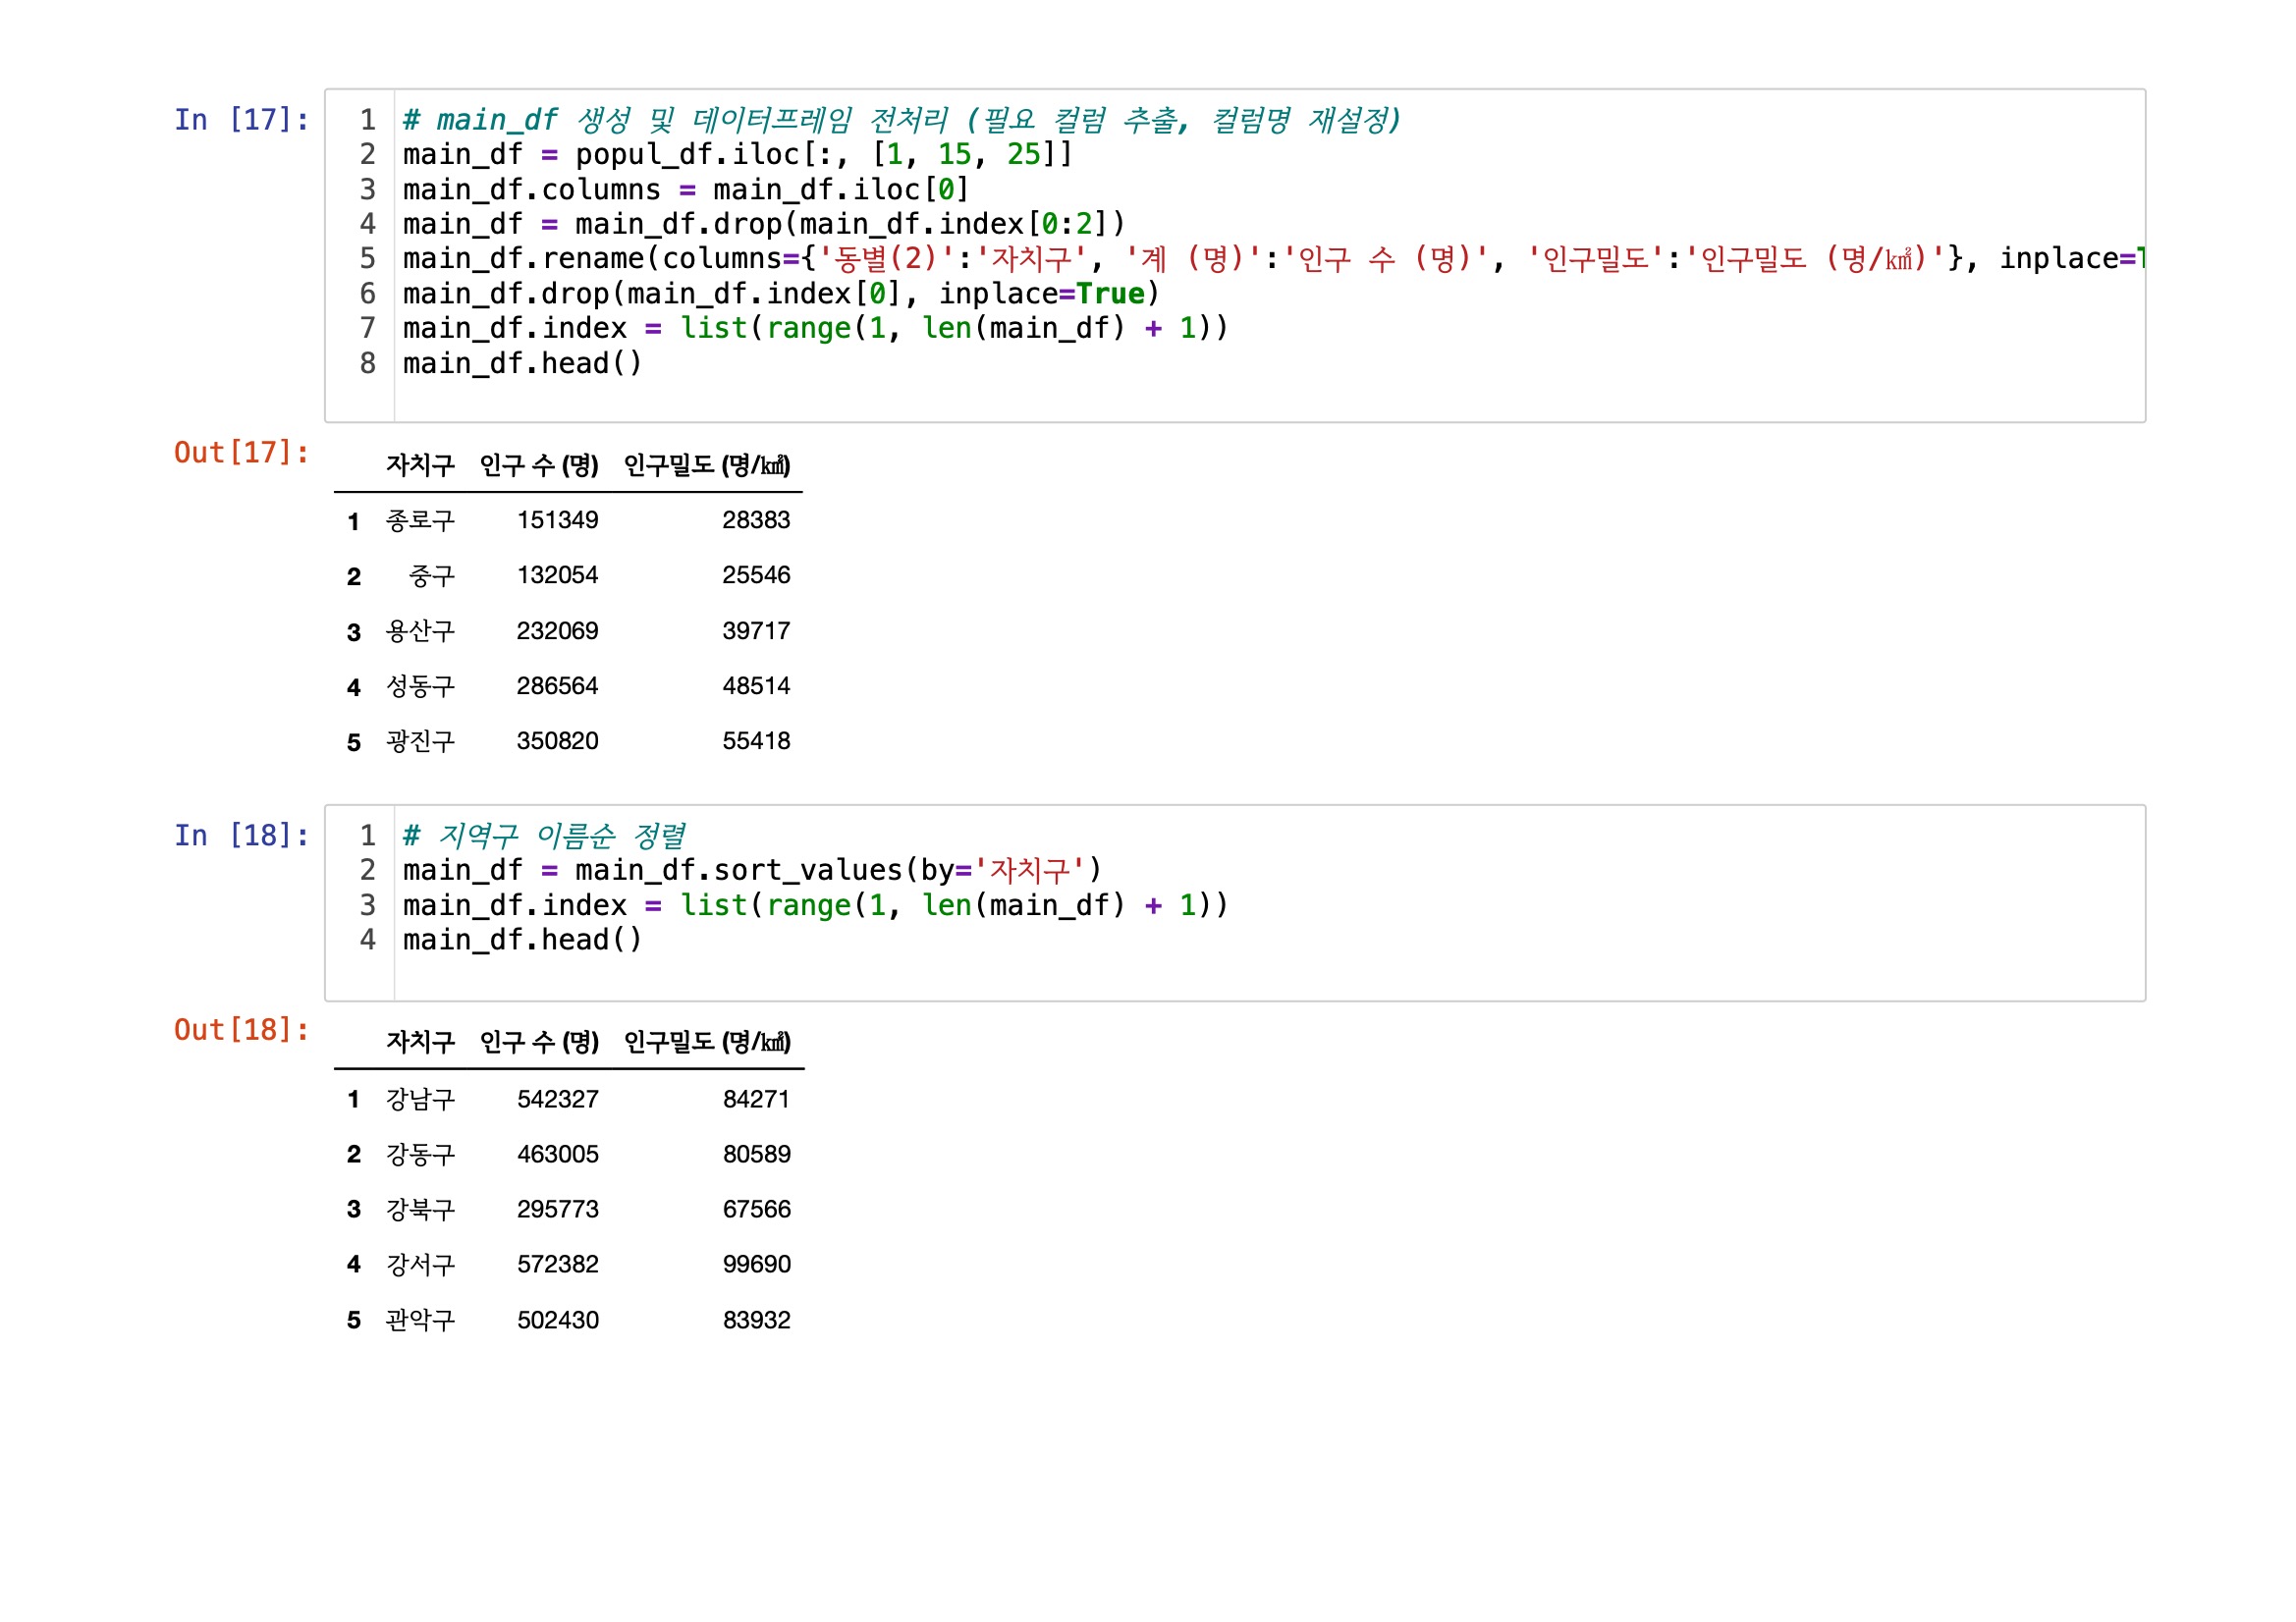 In [17]:
1 # main_df 생성 및 데이터프레임 전처리 (필요 컬럼 추출, 컬럼명 재설정)
2 main_df = popul_df.iloc[:, [1, 15, 25]]
3 main_df.columns = main_df.iloc[0]
4 main_df = main_df.drop(main_df.index[0:2])
5 main_df.rename(columns={'동별(2)':'자치구', '계 (명)':'인구 수 (명)', '인구밀도':'인구밀도 (명/㎢)'}, inplace=
6 main_df.drop(main_df.index[0], inplace=True)
7 main_df.index = list(range(1, len(main_df) + 1))
8 main_df.head()
Out[17]:
자치구 인구 수 (명) 인구밀도 (명/㎢)
1 종로구 151349 28383
2 중구 132054 25546
3 용산구 232069 39717
4 성동구 286564 48514
5 광진구 350820 55418
In [18]:
1 # 지역구 이름순 정렬
2 main_df = main_df.sort_values(by='자치구')
3 main_df.index = list(range(1, len(main_df) + 1))
4 main_df.head()
Out[18]:
자치구 인구 수 (명) 인구밀도 (명/㎢)
1 강남구 542327 84271
2 강동구 463005 80589
3 강북구 295773 67566
4 강서구 572382 99690
5 관악구 502430 83932